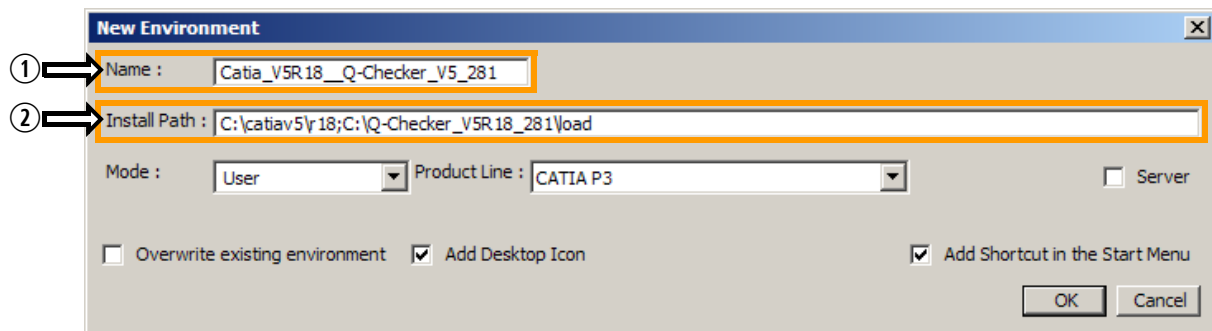 New Environment
① Name : Catia_V5R18__Q-Checker_V5_281
② Install Path : C:\catiav5\r18;C:\Q-Checker_V5R18_281\load
Mode : User Product Line : CATIA P3 Server
Overwrite existing environment Add Desktop Icon Add Shortcut in the Start Menu
OK Cancel